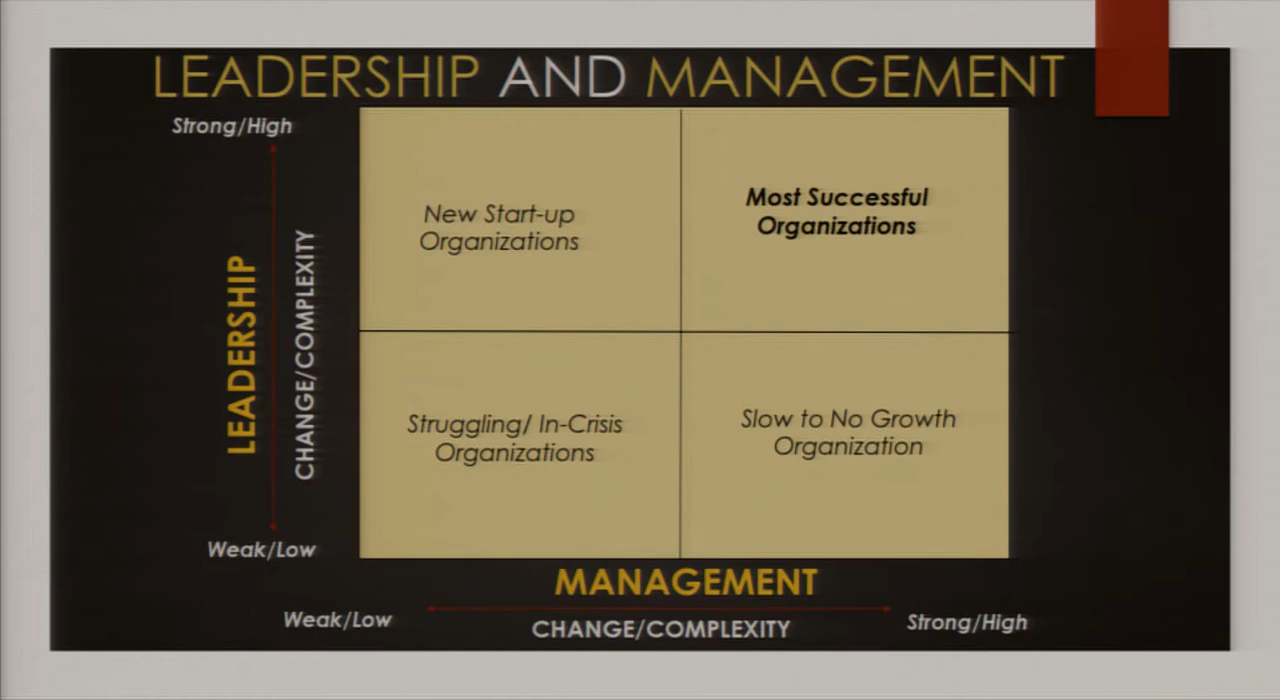 LEADERSHIP AND MANAGEMENT
Strong/High
New Start-up
Organizations
Most Successful
Organizations
LEADERSHIP
CHANGE/COMPLEXITY
Struggling/ In-Crisis
Organizations
Slow to No Growth
Organization
Weak/Low
MANAGEMENT
Weak/Low
CHANGE/COMPLEXITY
Strong/High